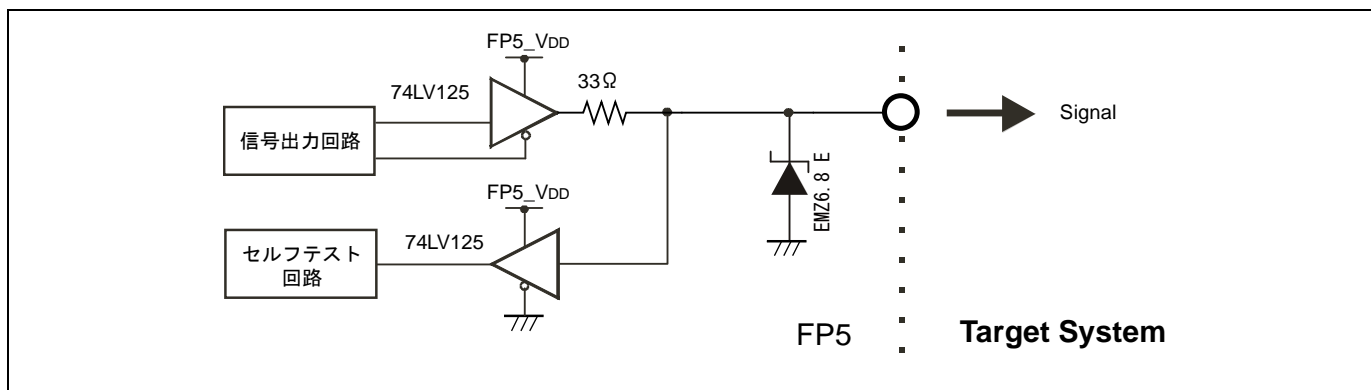 FP5_VDD
74LV125
33Ω
信号出力回路
Signal
EMZ6.8 E
FP5_VDD
74LV125
セルフテスト
回路
FP5
Target System